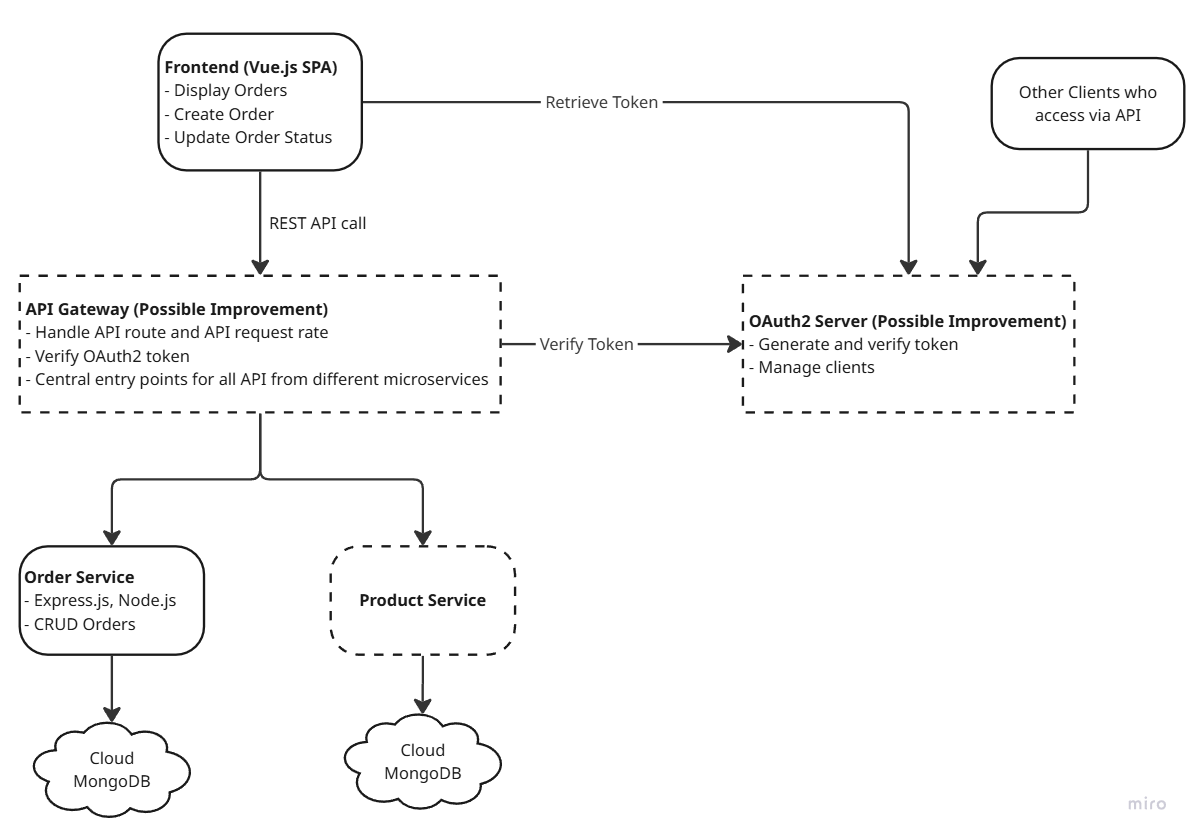 Frontend (Vue.js SPA)
- Display Orders
- Create Order
- Update Order Status
Retrieve Token
Other Clients who
access via API
REST API call
API Gateway (Possible Improvement)
- Handle API route and API request rate
- Verify OAuth2 token
- Central entry points for all API from different microservices
Verify Token
OAuth2 Server (Possible Improvement)
- Generate and verify token
- Manage clients
Order Service
- Express.js, Node.js
- CRUD Orders
Product Service
Cloud
MongoDB
Cloud
MongoDB
miro